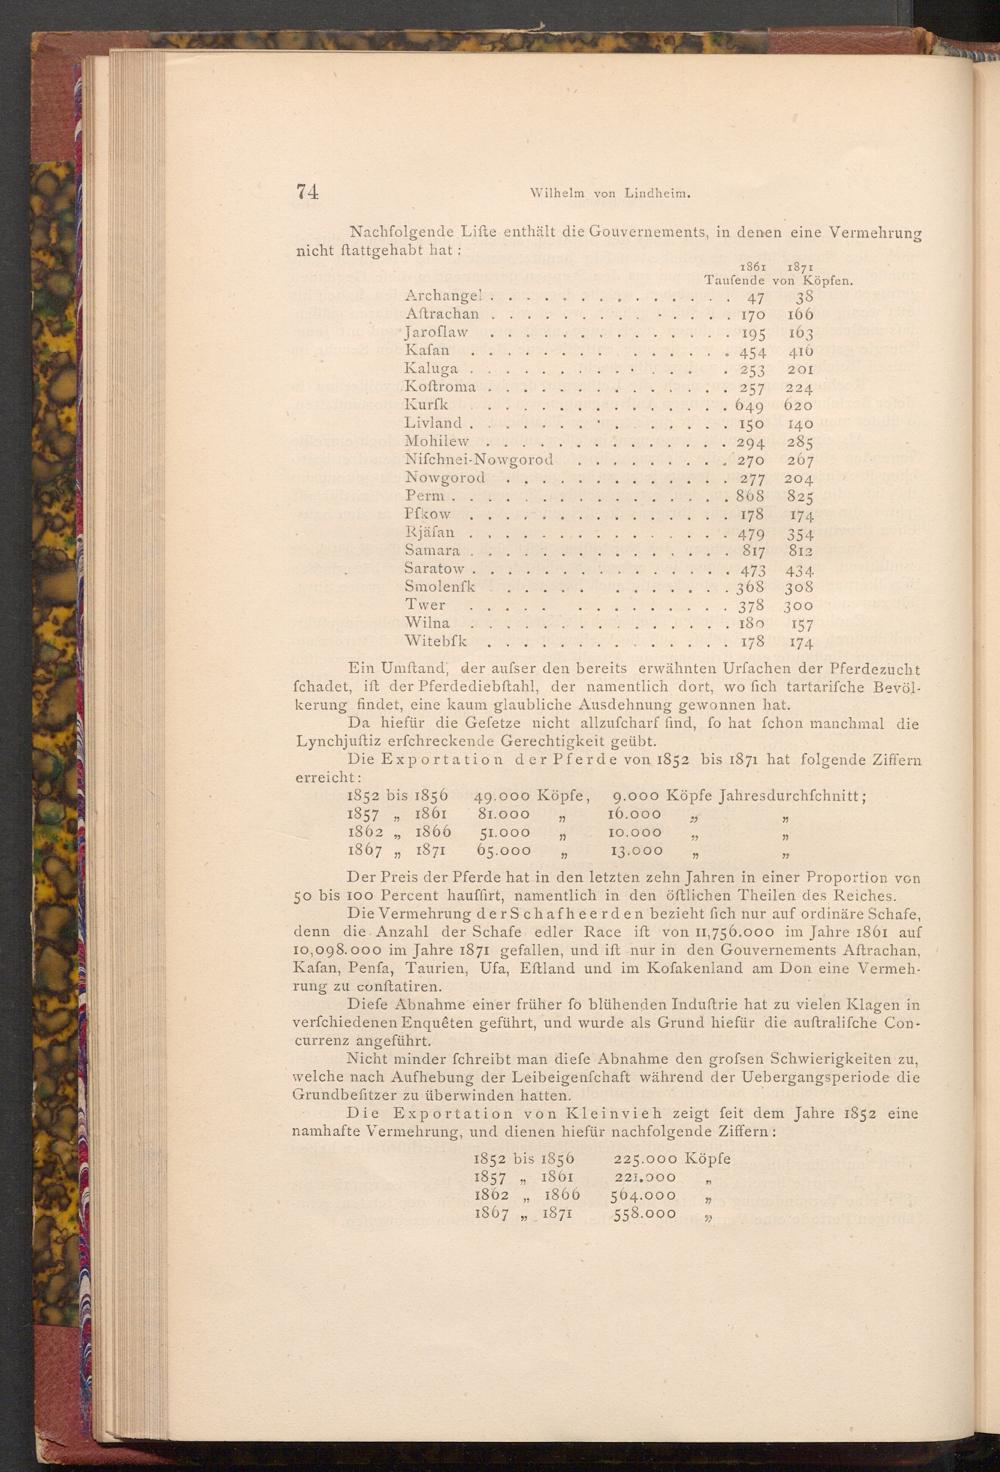 74 Wilhelm von Lindheim.
Nachfolgende Liſte enthält die Gouvernements, in denen eine Vermehrung
nicht ſtattgehabt hat:
1861 1871
Tauſende von Köpfen.
Archangel . . . . . . . . . . . . . . 47 38
Aſtrachan . . . . . . . . . . . . . . 170 166
Jaroſlaw . . . . . . . . . . . . . . 195 163
Kaſan . . . . . . . . . . . . . . 454 416
Kaluga . . . . . . . . . . . . . . 253 201
Koſtroma . . . . . . . . . . . . . . 257 224
Kurſk . . . . . . . . . . . . . . 649 620
Livland . . . . . . . . . . . . . . 150 140
Mohilew . . . . . . . . . . . . . . 294 285
Niſchnei-Nowgorod . . . . . . . . . 270 267
Nowgorod . . . . . . . . . . . . . 277 204
Perm . . . . . . . . . . . . . . . . 868 825
Pſkow . . . . . . . . . . . . . . . 178 174
Rjäſan . . . . . . . . . . . . . . . 479 354
Samara . . . . . . . . . . . . . . . 817 812
Saratow . . . . . . . . . . . . . . . 473 434
Smolenſk . . . . . . . . . . . . . 368 308
Twer . . . . . . . . . . . . . . 378 300
Wilna . . . . . . . . . . . . . . . 180 157
Witebſk . . . . . . . . . . . . . . 178 174
Ein Umſtand, der auſser den bereits erwähnten Urſachen der Pferdezucht
ſchadet, iſt der Pferdediebſtahl, der namentlich dort, wo ſich tartariſche Bevöl-
kerung findet, eine kaum glaubliche Ausdehnung gewonnen hat.
Da hiefür die Geſetze nicht allzuſcharf ſind, ſo hat ſchon manchmal die
Lynchjuſtiz erſchreckende Gerechtigkeit geübt.
Die Exportation der Pferde von 1852 bis 1871 hat folgende Ziffern
erreicht:
1852 bis 1856 49.000 Köpfe, 9.000 Köpfe Jahresdurchſchnitt;
1857 „ 1861 81.000 „ 16.000 „ „
1862 „ 1866 51.000 „ 10.000 „ „
1867 „ 1871 65.000 „ 13.000 „ „
Der Preis der Pferde hat in den letzten zehn Jahren in einer Proportion von
50 bis 100 Percent hauſſirt, namentlich in den öſtlichen Theilen des Reiches.
Die Vermehrung der Schafheerden bezieht ſich nur auf ordinäre Schafe,
denn die Anzahl der Schafe edler Race iſt von 11,756.000 im Jahre 1861 auf
10,098.000 im Jahre 1871 gefallen, und iſt nur in den Gouvernements Aſtrachan,
Kaſan, Penſa, Taurien, Ufa, Eſtland und im Koſakenland am Don eine Vermeh-
rung zu conſtatiren.
Dieſe Abnahme einer früher ſo blühenden Induſtrie hat zu vielen Klagen in
verſchiedenen Enquêten geführt, und wurde als Grund hiefür die auſtraliſche Con-
currenz angeführt.
Nicht minder ſchreibt man dieſe Abnahme den groſsen Schwierigkeiten zu,
welche nach Aufhebung der Leibeigenſchaft während der Uebergangsperiode die
Grundbeſitzer zu überwinden hatten.
Die Exportation von Kleinvieh zeigt ſeit dem Jahre 1852 eine
namhafte Vermehrung, und dienen hiefür nachfolgende Ziffern:
1852 bis 1856 225.000 Köpfe
1857 „ 1861 221.000 „
1862 „ 1866 564.000 „
1867 „ 1871 558.000 „